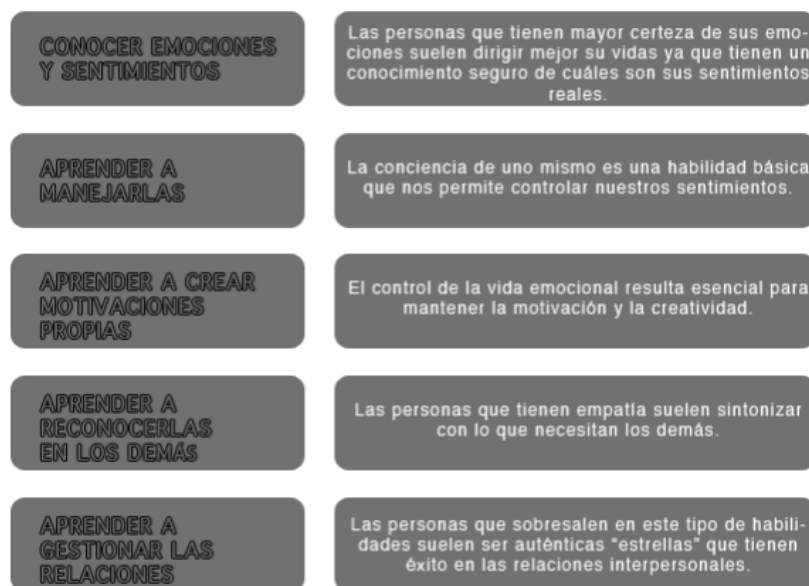 CONOCER EMOCIONES
Y SENTIMIENTOS
Las personas que tienen mayor certeza de sus emo-
ciones suelen dirigir mejor su vidas ya que tienen un
conocimiento seguro de cuáles son sus sentimientos
reales.
APRENDER A
MANEJARLAS
La conciencia de uno mismo es una habilidad básica
que nos permite controlar nuestros sentimientos.
APRENDER A CREAR
MOTIVACIONES
PROPIAS
El control de la vida emocional resulta esencial para
mantener la motivación y la creatividad.
APRENDER A
RECONOCERLAS
EN LOS DEMÁS
Las personas que tienen empatía suelen sintonizar
con lo que necesitan los demás.
APRENDER A
GESTIONAR LAS
RELACIONES
Las personas que sobresalen en este tipo de habili-
dades suelen ser auténticas "estrellas" que tienen
éxito en las relaciones interpersonales.